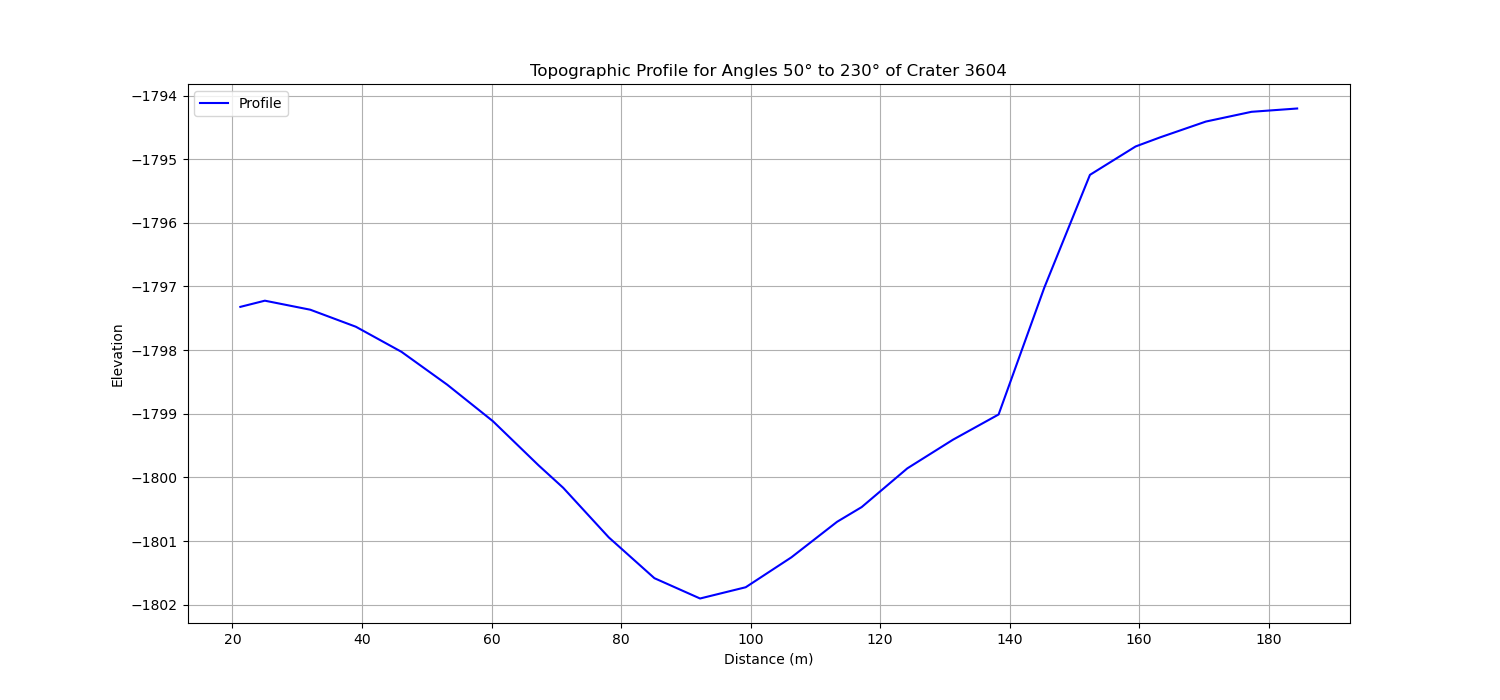 Topographic Profile for Angles 50° to 230° of Crater 3604
Profile
−1794
−1795
−1796
−1797
−1798
−1799
−1800
−1801
−1802
Elevation
20 40 60 80 100 120 140 160 180
Distance (m)